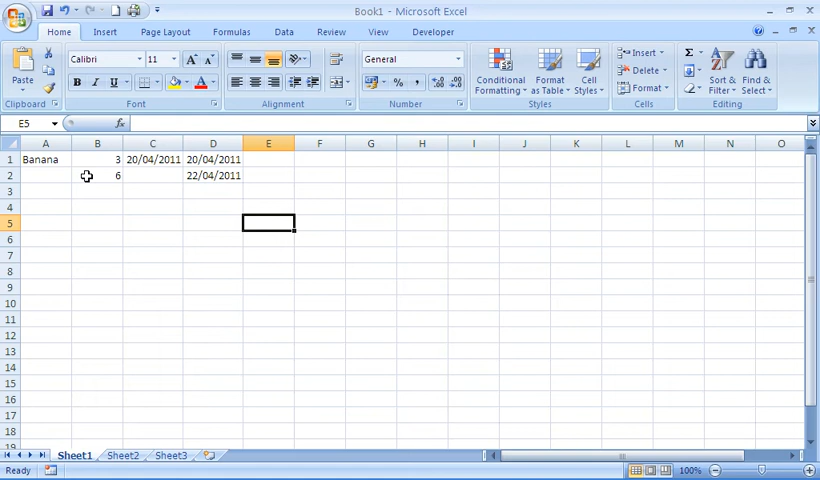 Book1 - Microsoft Excel
Home Insert Page Layout Formulas Data Review View Developer
Paste
Calibri 11 A A
B I U A
General
% ,
Conditional Formatting
Format as Table
Cell Styles
Insert
Delete
Format
Σ
Sort & Filter
Find & Select
Clipboard Font Alignment Number Styles Cells Editing
E5 fx
A B C D E F G H I J K L M N O
1 Banana 3 20/04/2011 20/04/2011
2 6 22/04/2011
3
4
5
6
7
8
9
10
11
12
13
14
15
16
17
18
19
Sheet1 Sheet2 Sheet3
Ready 100%